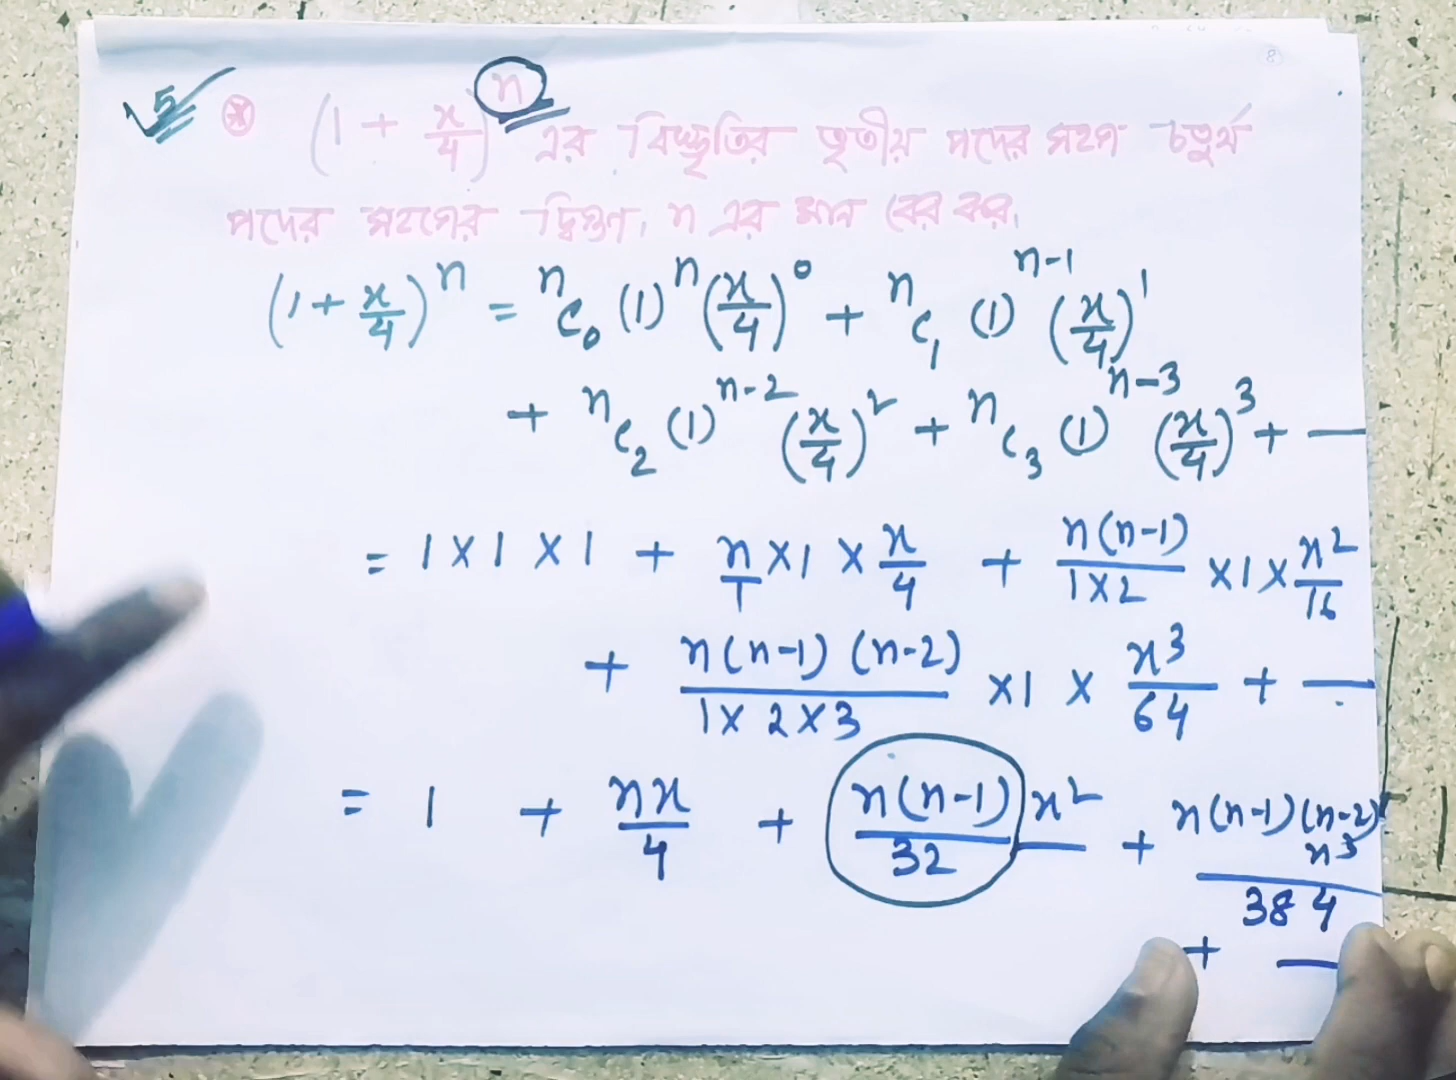 5 * (1 + x/4)^n এর বিস্তৃতির তৃতীয় পদের সহগ চতুর্থ
পদের সহগের দ্বিগুণ, n এর মান বের কর।
(1 + x/4)^n = nC0 (1)^n (x/4)^0 + nC1 (1)^(n-1) (x/4)^1
+ nC2 (1)^(n-2) (x/4)^2 + nC3 (1)^(n-3) (x/4)^3 + —
= 1 × 1 × 1 + n/1 × 1 × x/4 + n(n-1)/(1×2) × 1 × x^2/16
+ n(n-1)(n-2)/(1×2×3) × 1 × x^3/64 + —
= 1 + nx/4 + n(n-1)x^2/32 + n(n-1)(n-2)x^3/384
+ —